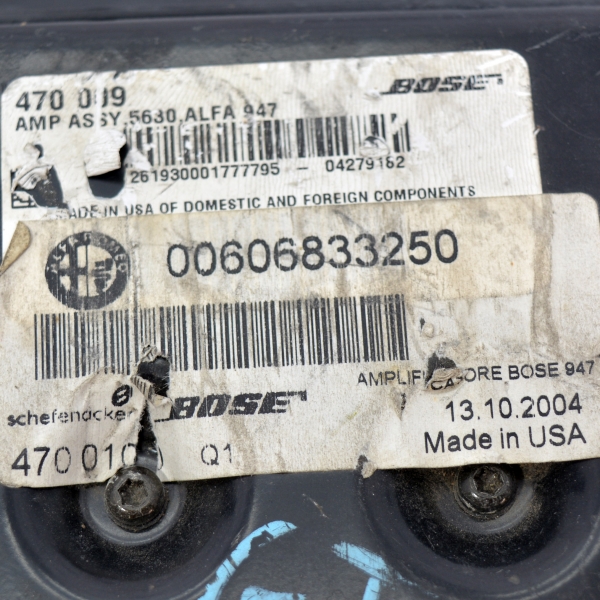 470 009
BOSE
AMP ASSY,5630,ALFA 947
261930001777795 - 04279162
MADE IN USA OF DOMESTIC AND FOREIGN COMPONENTS
00606833250
AMPLIFICATORE BOSE 947
schefenacker
BOSE
13.10.2004
Made in USA
Q1